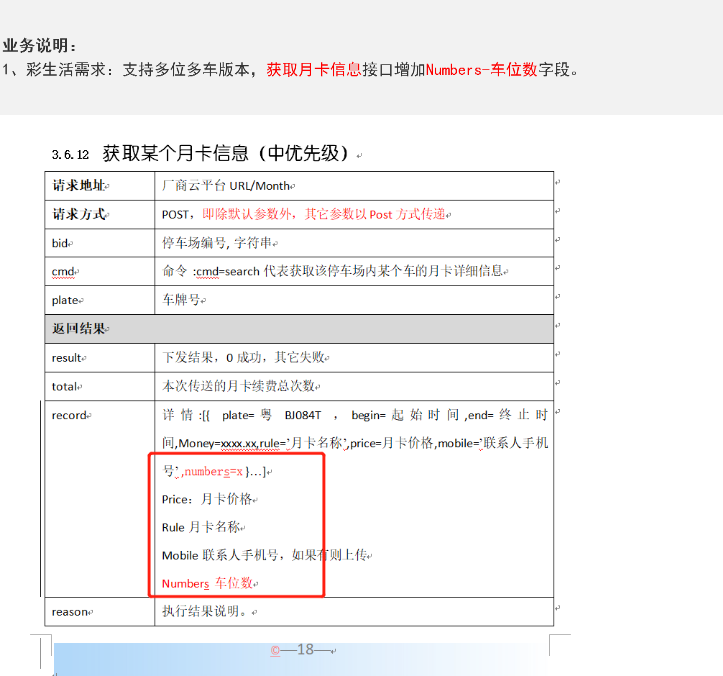 业务说明：
1、彩生活需求：支持多位多车版本，获取月卡信息接口增加Numbers-车位数字段。
3.6.12 获取某个月卡信息（中优先级）
请求地址 厂商云平台 URL/Month
请求方式 POST，即除默认参数外，其它参数以 Post 方式传递
bid 停车场编号, 字符串
cmd 命令 :cmd=search 代表获取该停车场内某个车的月卡详细信息
plate 车牌号
返回结果
result 下发结果，0 成功，其它失败
total 本次传送的月卡续费总次数
record 详情:[{ plate=粤 BJ084T ，begin=起始时间,end=终止时
间,Money=xxxx.xx,rule='月卡名称',price=月卡价格,mobile='联系人手机
号',numbers=x}…]
Price：月卡价格
Rule 月卡名称
Mobile 联系人手机号，如果有则上传
Numbers 车位数
reason 执行结果说明。
©—18—